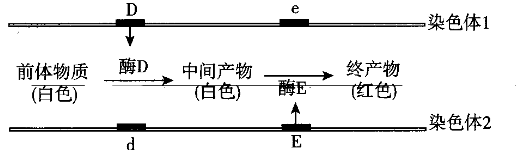 D e 染色体1
酶D
前体物质 中间产物 终产物
(白色) (白色) 酶E (红色)
染色体2
d E